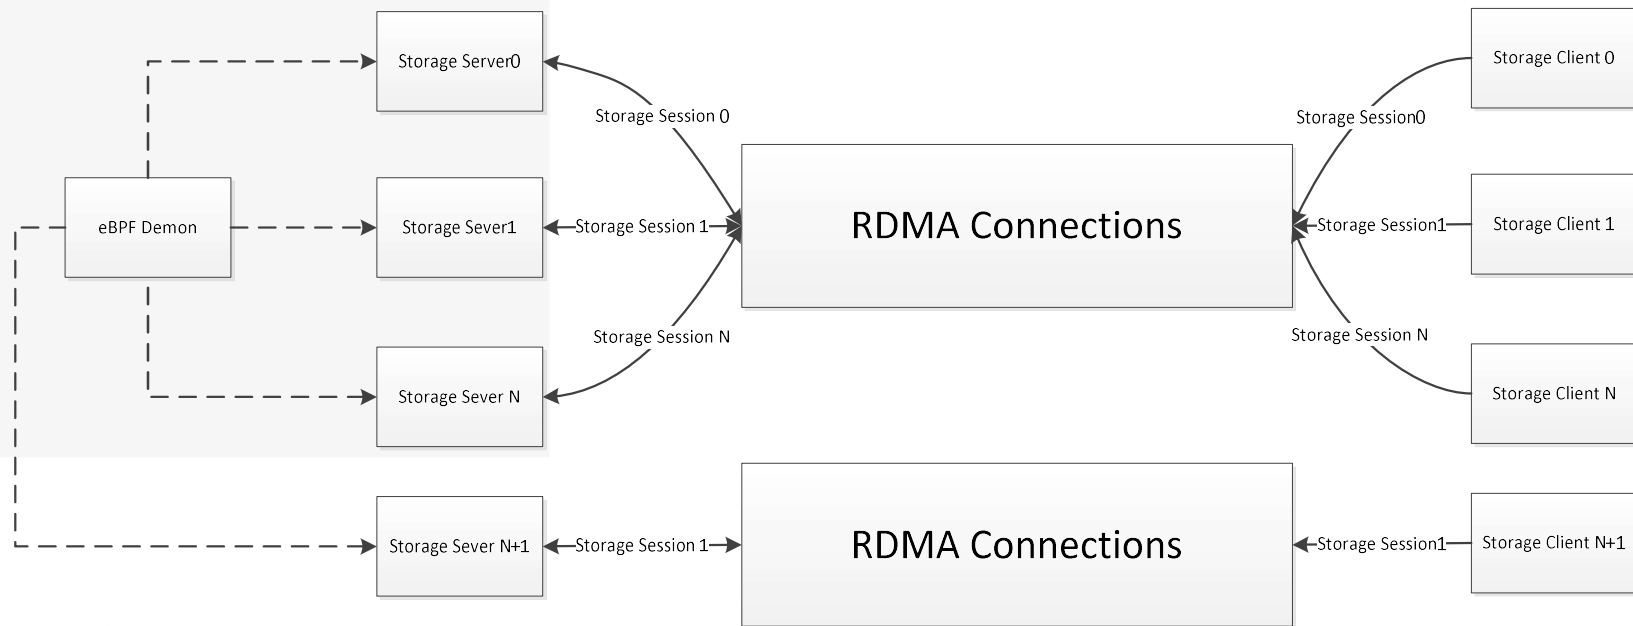 Storage Server0
Storage Client 0
Storage Session 0
Storage Session0
eBPF Demon
Storage Sever1
Storage Session 1
RDMA Connections
Storage Session1
Storage Client 1
Storage Session N
Storage Session N
Storage Sever N
Storage Client N
Storage Sever N+1
Storage Session 1
RDMA Connections
Storage Session1
Storage Client N+1